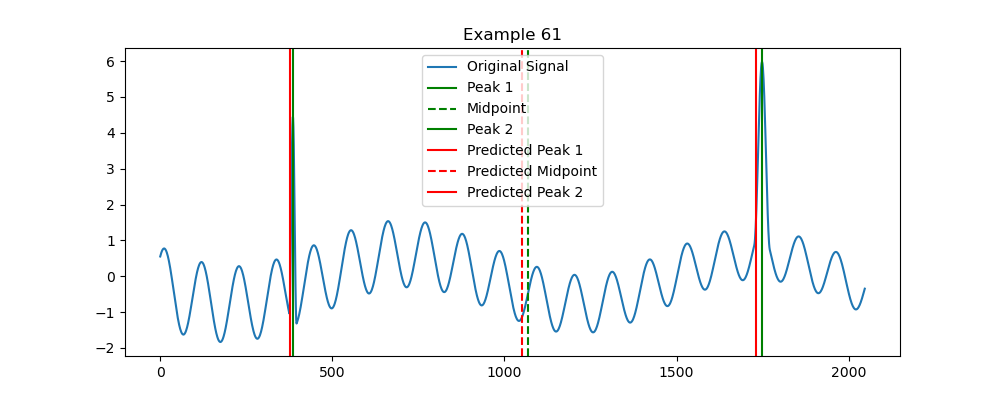 Example 61
Original Signal
Peak 1
Midpoint
Peak 2
Predicted Peak 1
Predicted Midpoint
Predicted Peak 2
6
5
4
3
2
1
0
−1
−2
0
500
1000
1500
2000